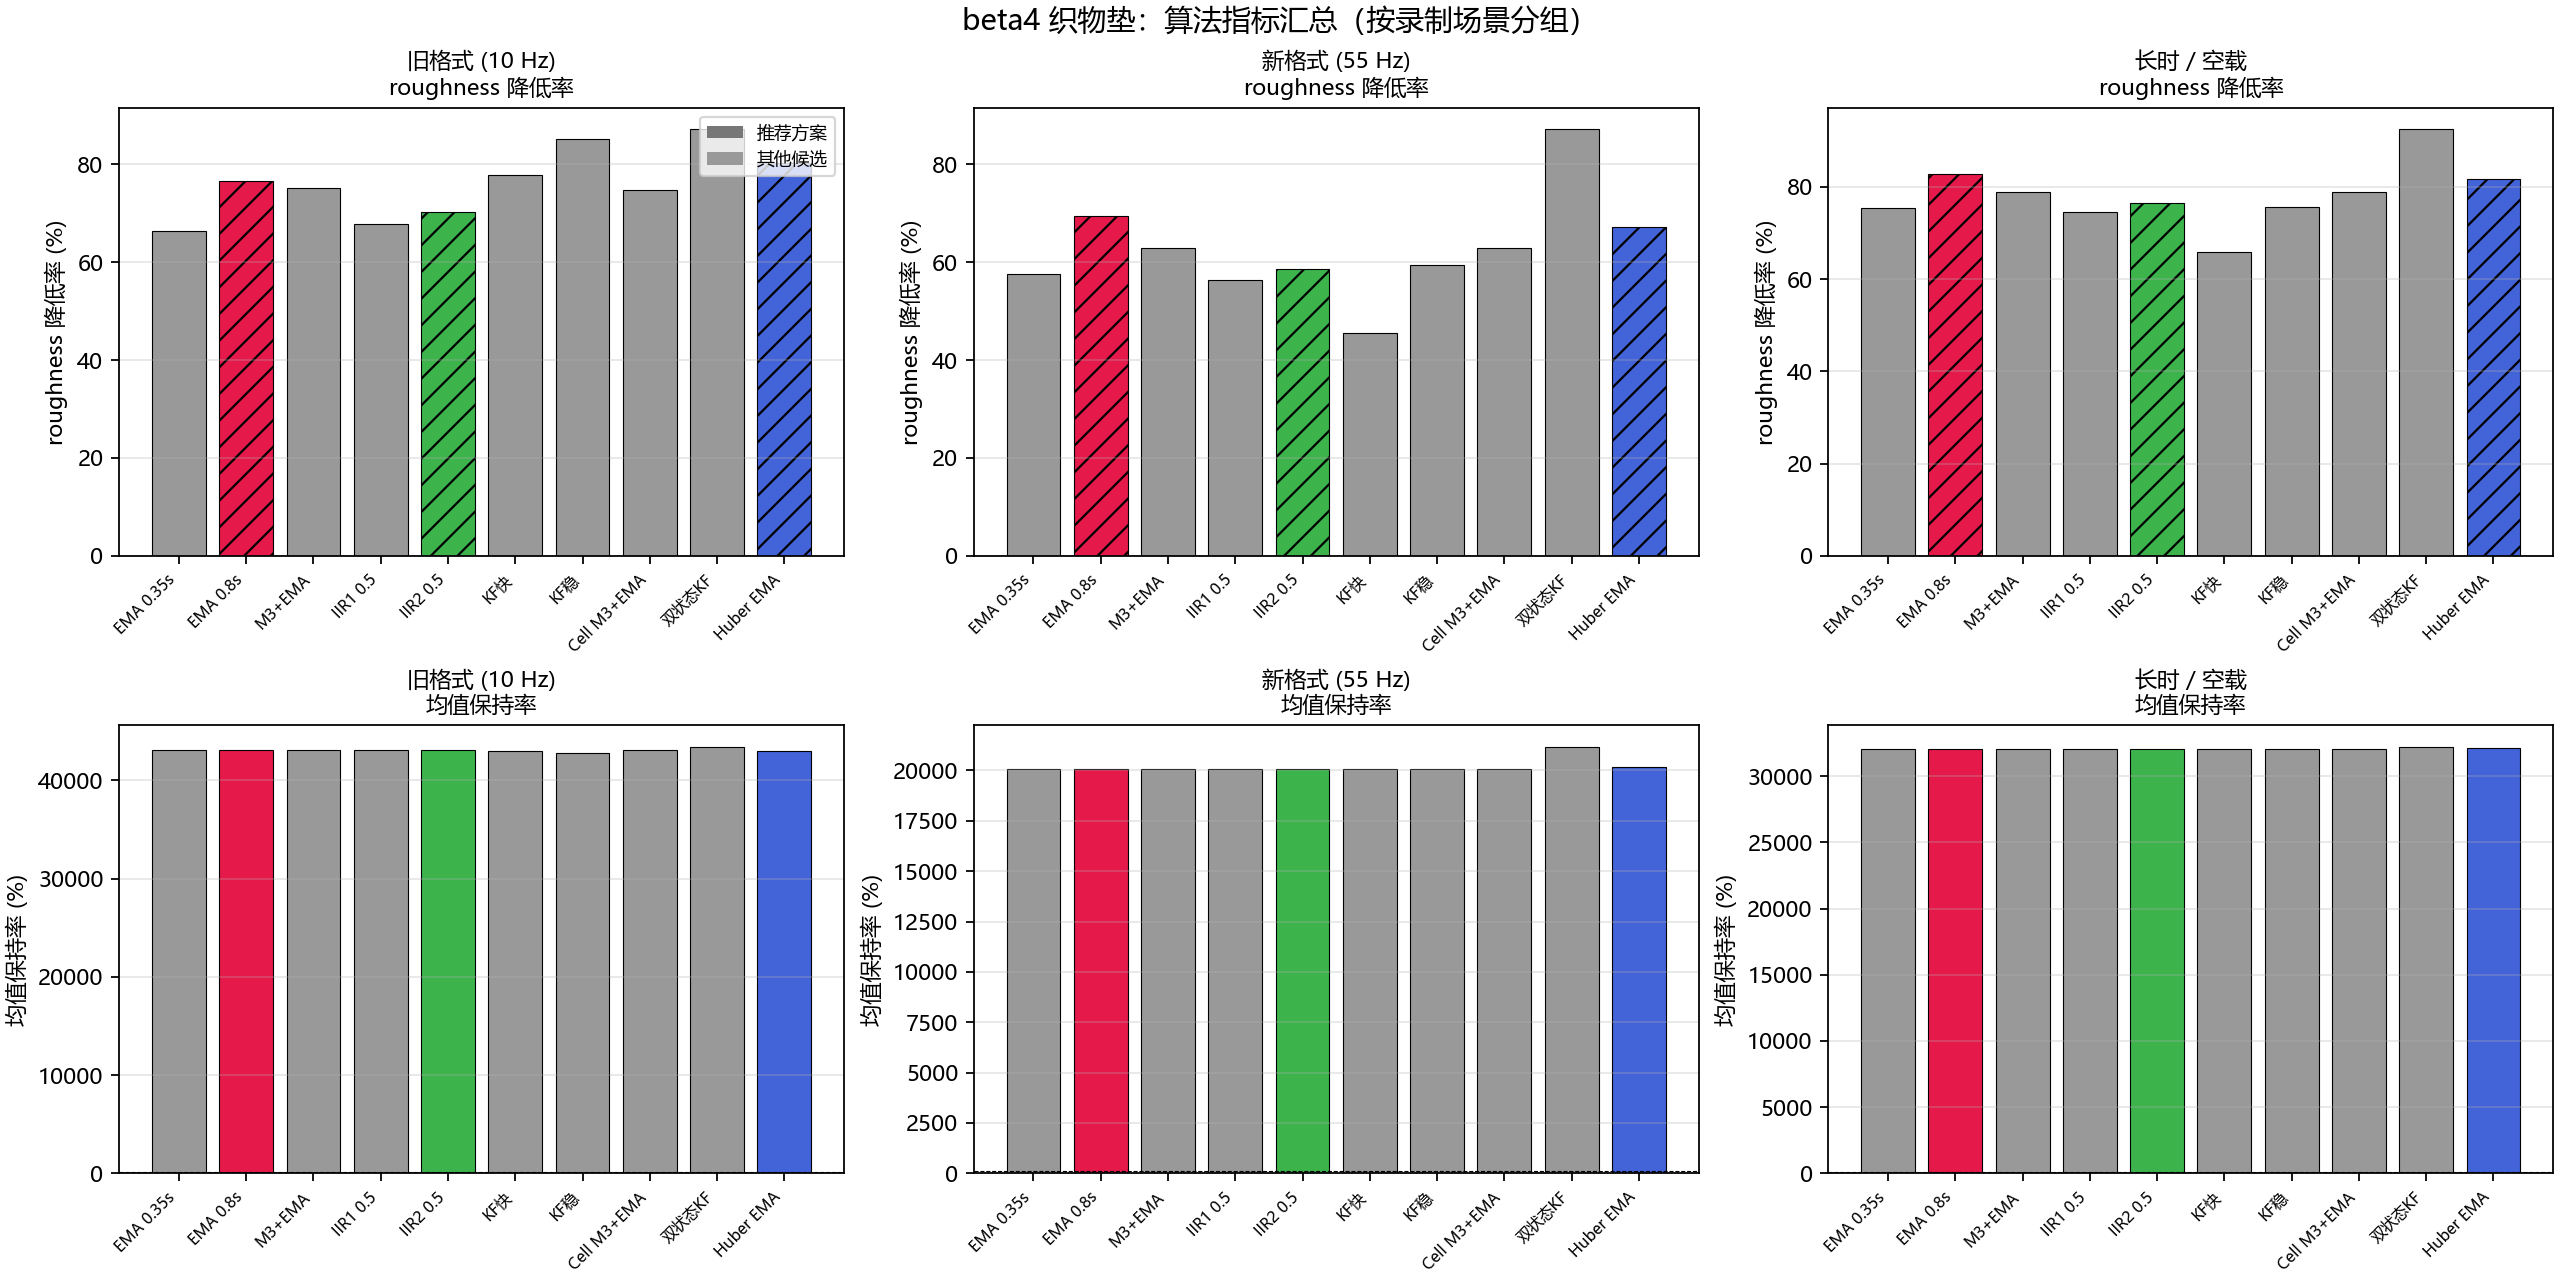 beta4 织物垫：算法指标汇总（按录制场景分组）
旧格式 (10 Hz)
roughness 降低率
roughness 降低率 (%)
80
60
40
20
0
推荐方案
其他候选
EMA 0.35s
EMA 0.8s
M3+EMA
IIR1 0.5
IIR2 0.5
KF快
KF稳
Cell M3+EMA
双状态KF
Huber EMA
新格式 (55 Hz)
roughness 降低率
roughness 降低率 (%)
80
60
40
20
0
EMA 0.35s
EMA 0.8s
M3+EMA
IIR1 0.5
IIR2 0.5
KF快
KF稳
Cell M3+EMA
双状态KF
Huber EMA
长时 / 空载
roughness 降低率
roughness 降低率 (%)
80
60
40
20
0
EMA 0.35s
EMA 0.8s
M3+EMA
IIR1 0.5
IIR2 0.5
KF快
KF稳
Cell M3+EMA
双状态KF
Huber EMA
旧格式 (10 Hz)
均值保持率
均值保持率 (%)
40000
30000
20000
10000
0
EMA 0.35s
EMA 0.8s
M3+EMA
IIR1 0.5
IIR2 0.5
KF快
KF稳
Cell M3+EMA
双状态KF
Huber EMA
新格式 (55 Hz)
均值保持率
均值保持率 (%)
20000
17500
15000
12500
10000
7500
5000
2500
0
EMA 0.35s
EMA 0.8s
M3+EMA
IIR1 0.5
IIR2 0.5
KF快
KF稳
Cell M3+EMA
双状态KF
Huber EMA
长时 / 空载
均值保持率
均值保持率 (%)
30000
25000
20000
15000
10000
5000
0
EMA 0.35s
EMA 0.8s
M3+EMA
IIR1 0.5
IIR2 0.5
KF快
KF稳
Cell M3+EMA
双状态KF
Huber EMA